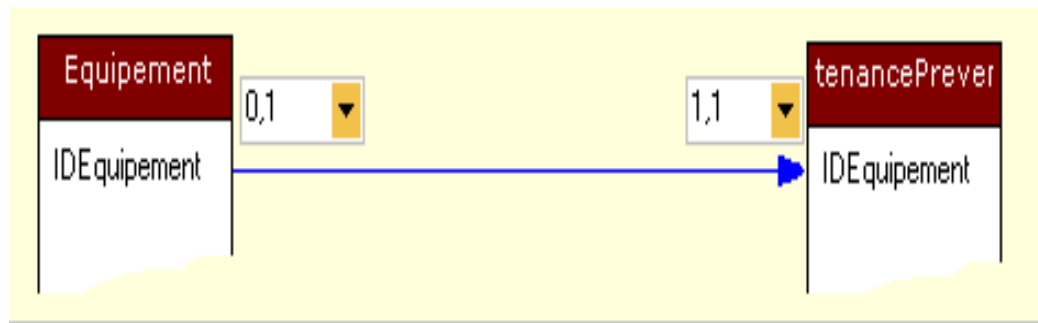 Equipement
tenancePrever
0,1
1,1
IDEquipement
IDEquipement